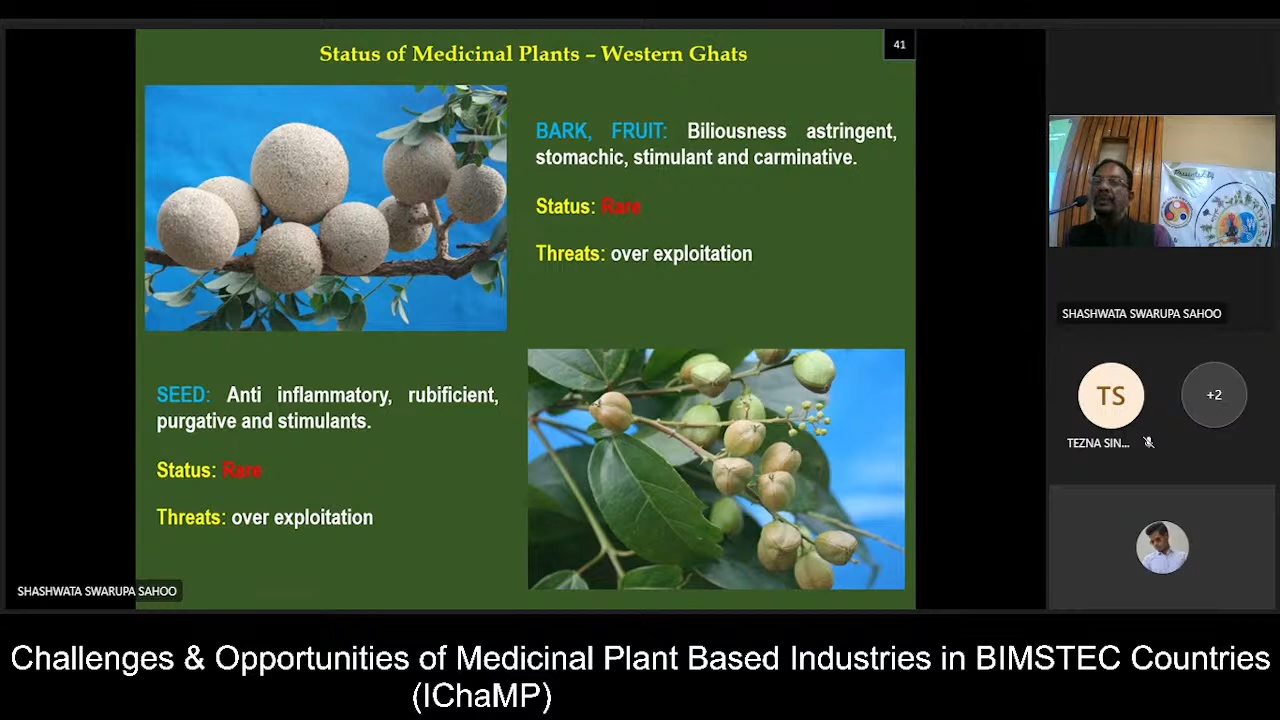 Status of Medicinal Plants – Western Ghats
41
BARK, FRUIT: Biliousness astringent,
stomachic, stimulant and carminative.
Status: Rare
Threats: over exploitation
SEED: Anti inflammatory, rubificient,
purgative and stimulants.
Status: Rare
Threats: over exploitation
SHASHWATA SWARUPA SAHOO
Presented by
SHASHWATA SWARUPA SAHOO
TS
+2
TEZNA SIN...
Challenges & Opportunities of Medicinal Plant Based Industries in BIMSTEC Countries
(IChaMP)